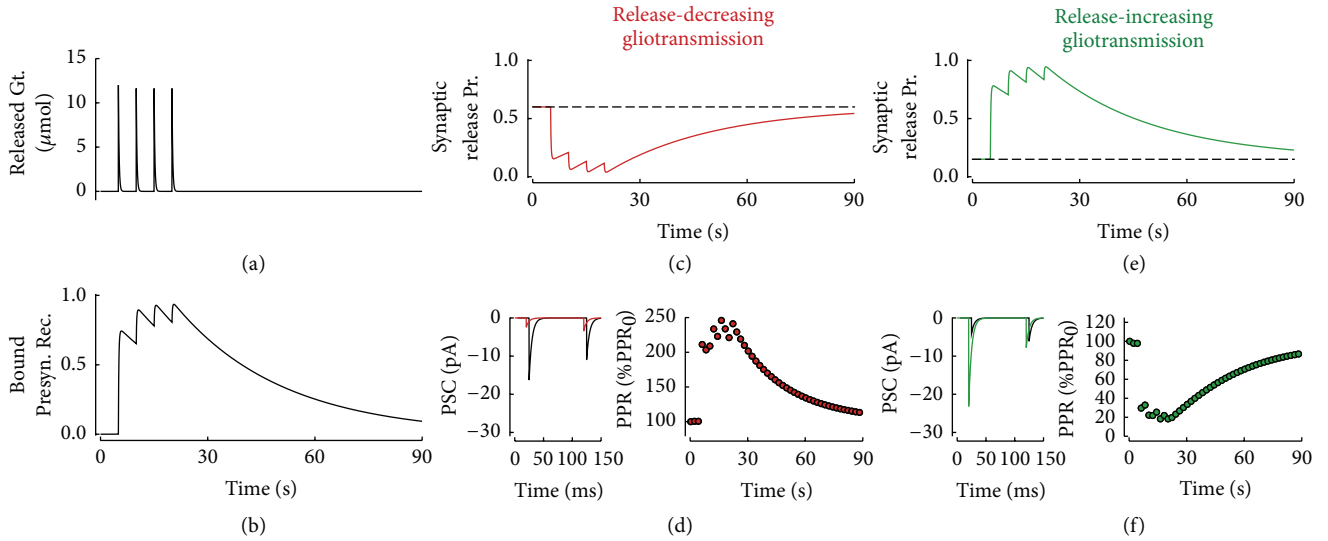 Released Gt.
(μmol)
15
10
5
0
(a)
Release-decreasing
gliotransmission
Synaptic
release Pr.
1.0
0.5
0.0
0
30
60
90
Time (s)
(c)
Release-increasing
gliotransmission
Synaptic
release Pr.
1.0
0.5
0.0
0
30
60
90
Time (s)
(e)
Bound
Presyn. Rec.
1.0
0.5
0.0
0
30
60
90
Time (s)
(b)
PSC (pA)
0
−10
−20
−30
0
50
100
150
Time (ms)
PPR (%PPR0)
250
200
150
100
0
30
60
90
Time (s)
(d)
PSC (pA)
0
−10
−20
−30
0
50
100
150
Time (ms)
PPR (%PPR0)
120
100
80
60
40
20
0
0
30
60
90
Time (s)
(f)